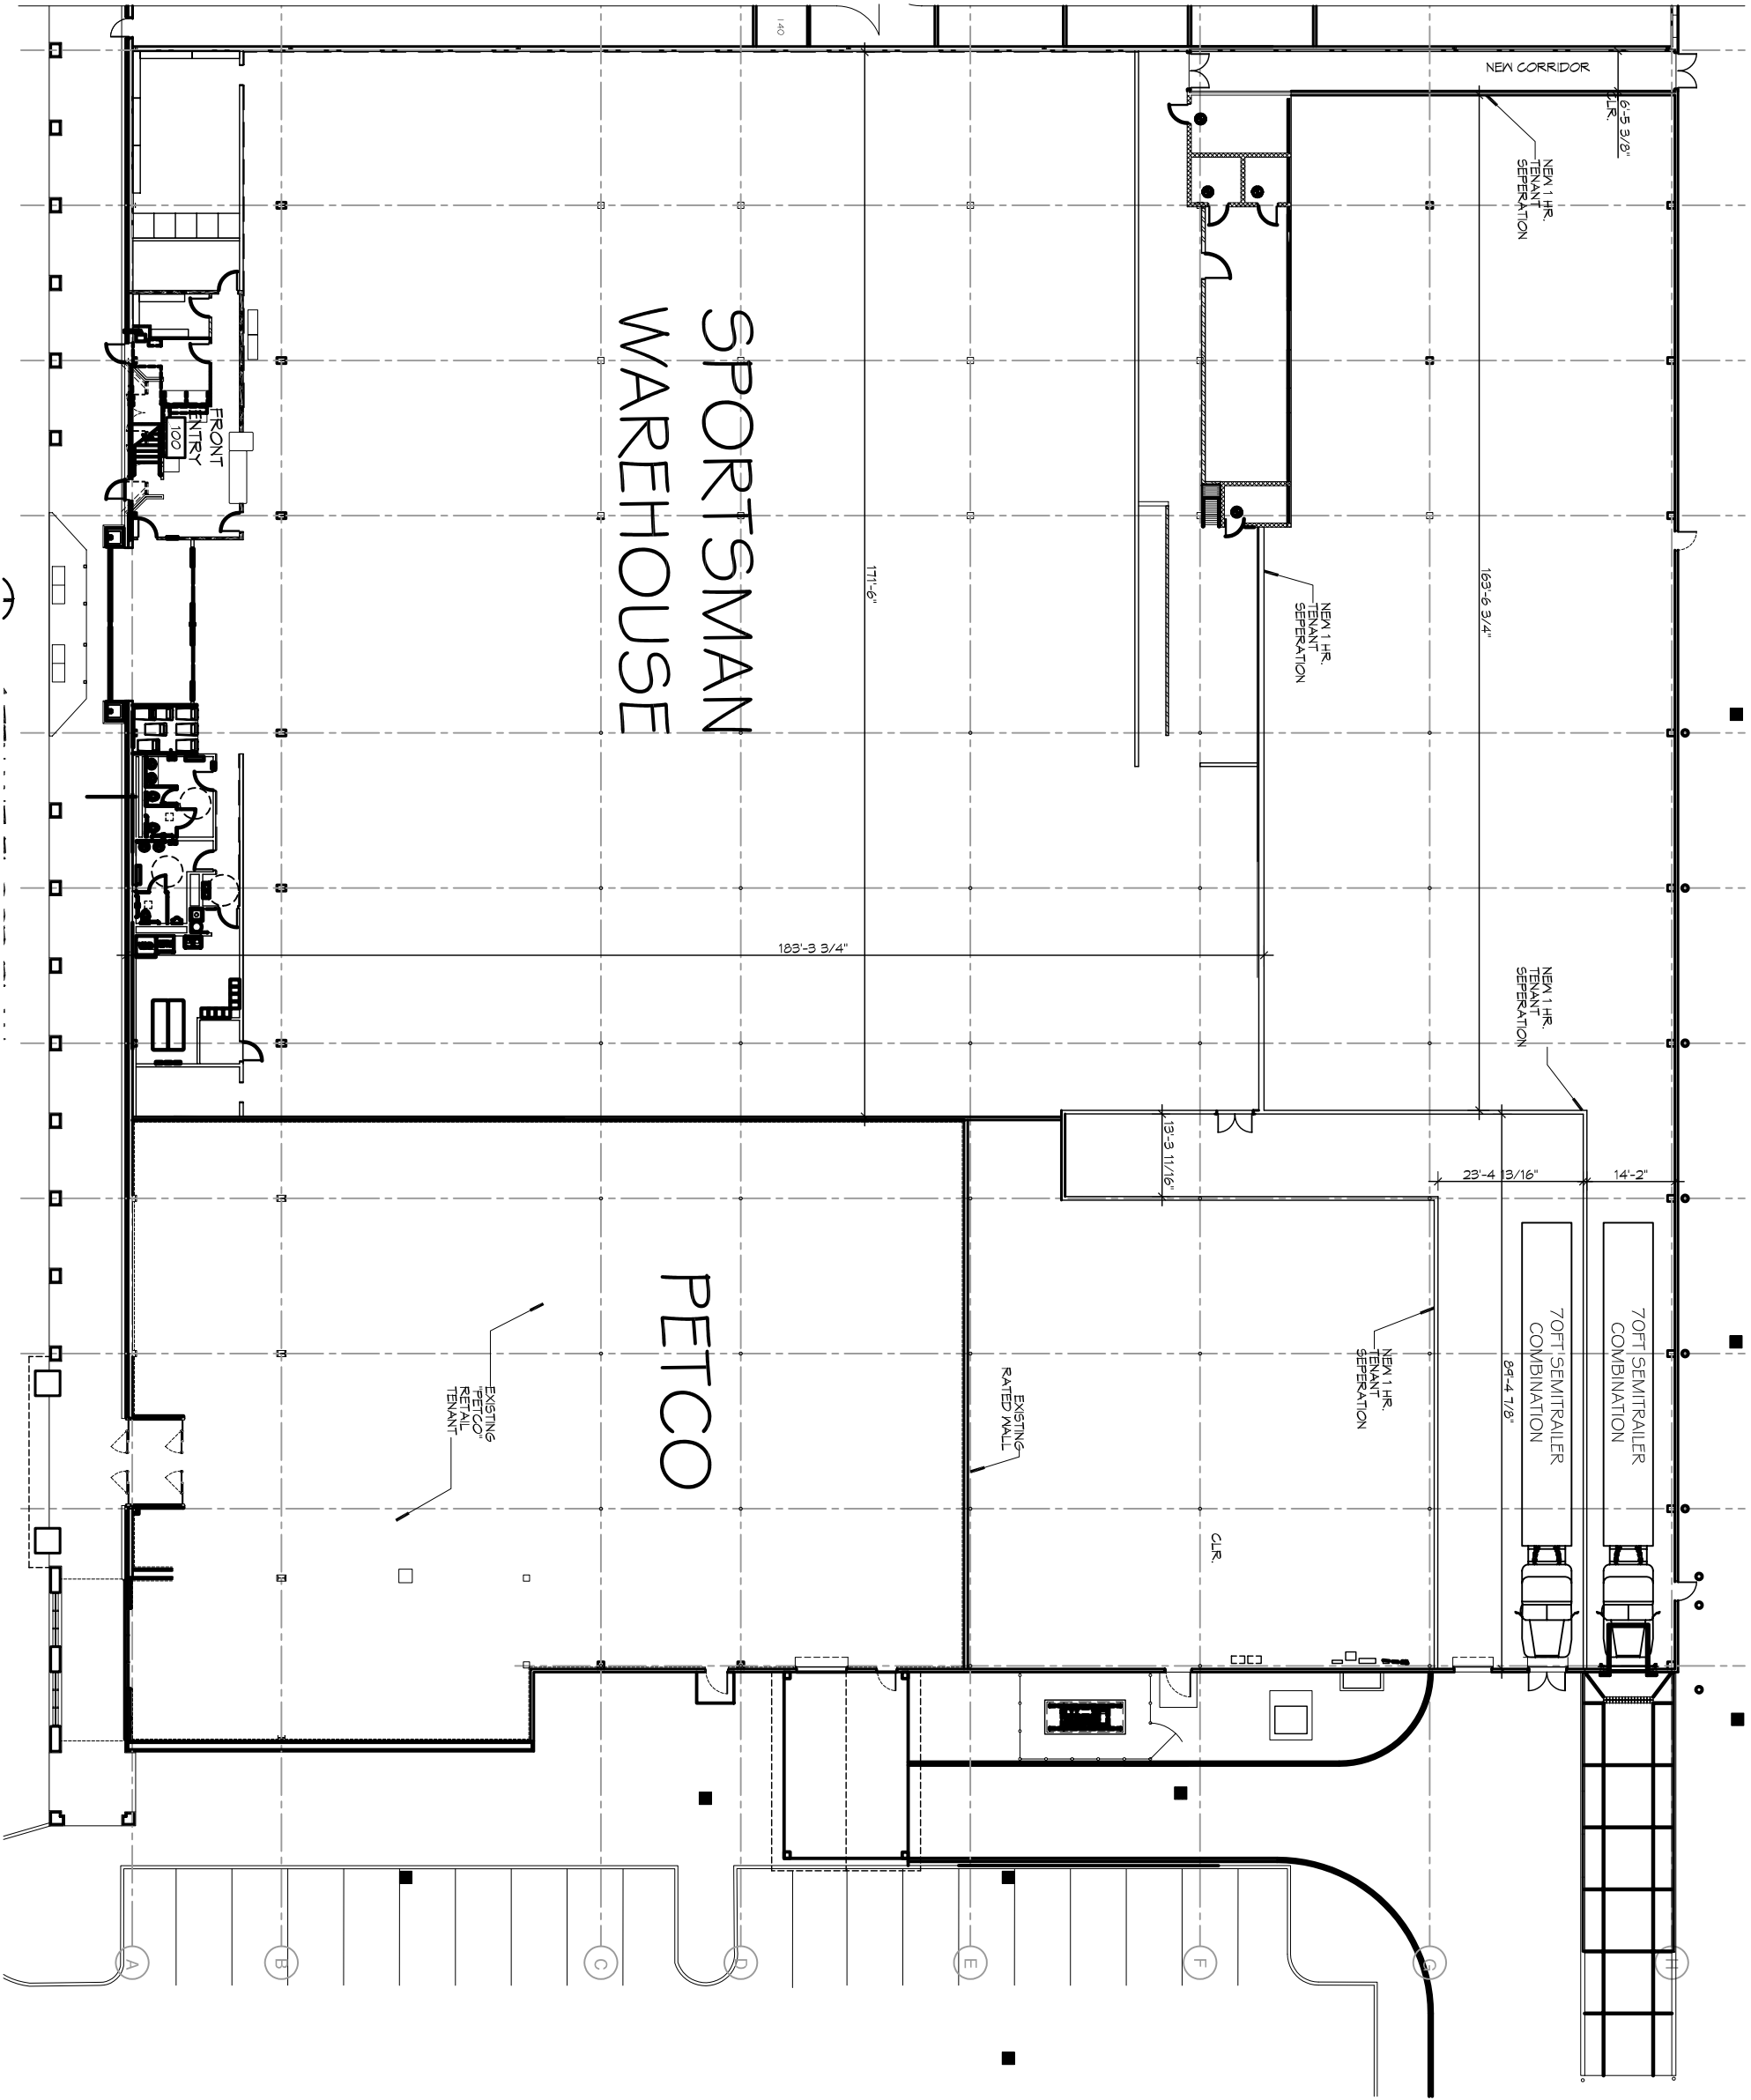 140
NEW CORRIDOR
6'-5 3/8"
CLR.
NEW 1 HR.
TENANT
SEPERATION
SPORTSMAN
WAREHOUSE
FRONT
ENTRY
100
171'-6"
163'-6 3/4"
NEW 1 HR.
TENANT
SEPERATION
183'-3 3/4"
NEW 1 HR.
TENANT
SEPERATION
13'-3 11/16"
23'-4 13/16"
14'-2"
PETCO
EXISTING
"PETCO"
RETAIL
TENANT
EXISTING
RATED WALL
NEW 1 HR.
TENANT
SEPERATION
89'-4 7/8"
70FT SEMITRAILER
COMBINATION
70FT SEMITRAILER
COMBINATION
CLR.
A
B
C
D
E
F
G
H